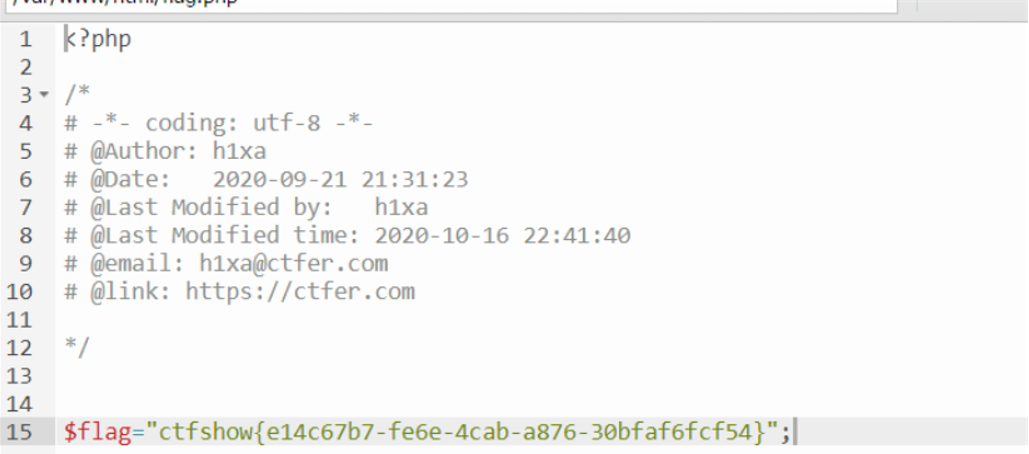 /var/www/html/flag.php
1 <?php
2
3 /*
4 # -*- coding: utf-8 -*-
5 # @Author: h1xa
6 # @Date:   2020-09-21 21:31:23
7 # @Last Modified by:   h1xa
8 # @Last Modified time: 2020-10-16 22:41:40
9 # @email: h1xa@ctfer.com
10 # @link: https://ctfer.com
11
12 */
13
14
15 $flag="ctfshow{e14c67b7-fe6e-4cab-a876-30bfaf6fcf54}";